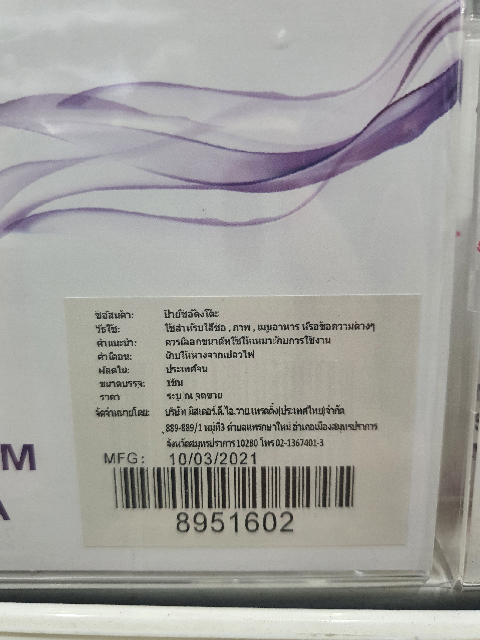 M
A
ชื่อสินค้า: ป้ายชื่อตั้งโต๊ะ
วิธีใช้: ใช้สำหรับใส่ชื่อ , ภาพ , เมนูอาหาร หรือข้อความต่างๆ
คำแนะนำ: ควรเลือกขนาดที่ใช้ให้เหมาะกับการใช้งาน
คำเตือน: เก็บให้ห่างจากเปลวไฟ
ผลิตใน: ประเทศจีน
ขนาดบรรจุ: 1ชิ้น
ราคา ระบุ ณ จุดขาย
จัดจำหน่ายโดย: บริษัท มิสเตอร์.ดี.ไอ.วาย เทรดดิ้ง(ประเทศไทย)จำกัด
889-889/1 หมู่ที่3 ตำบลแพรกษาใหม่ อำเภอเมืองสมุทรปราการ
จังหวัดสมุทรปราการ 10280 โทร 02-1367401-3
MFG: 10/03/2021
8951602